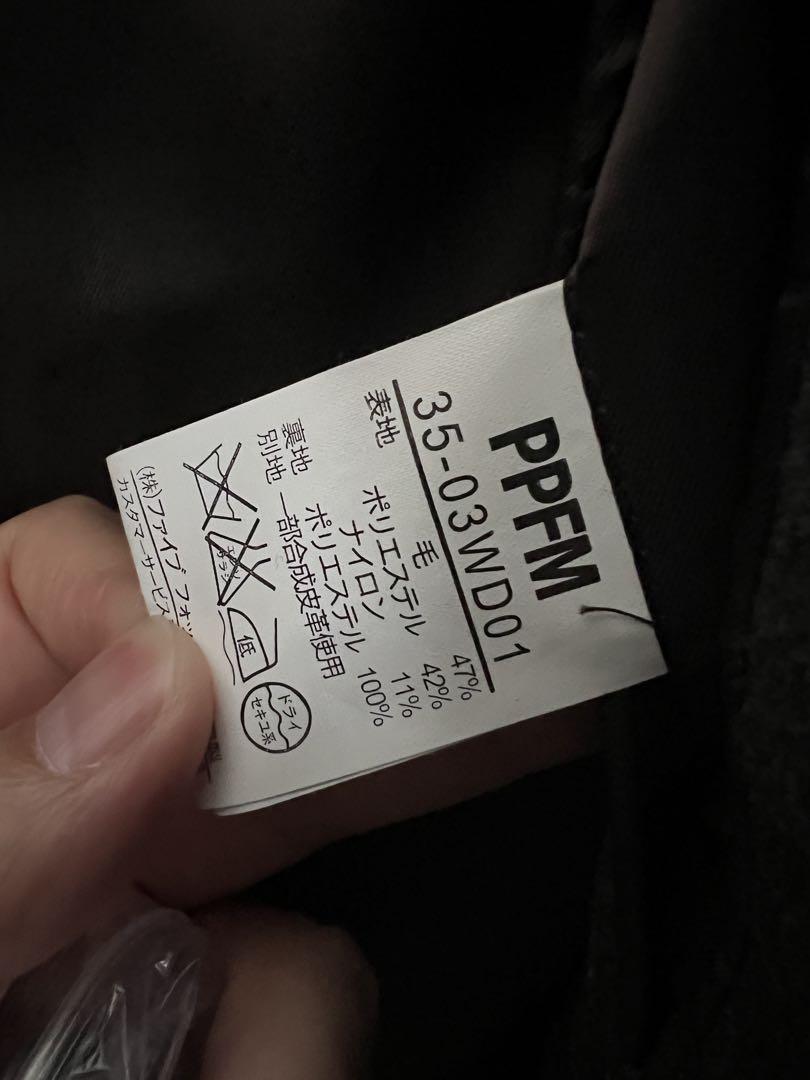 PPFM
35-03WD01
表地 毛 47%
ポリエステル 42%
ナイロン 11%
裏地 ポリエステル 100%
別地 一部合成皮革使用
低
ドライ
セキユ系
(株)ファイブ フォッ
カスタマーサービス